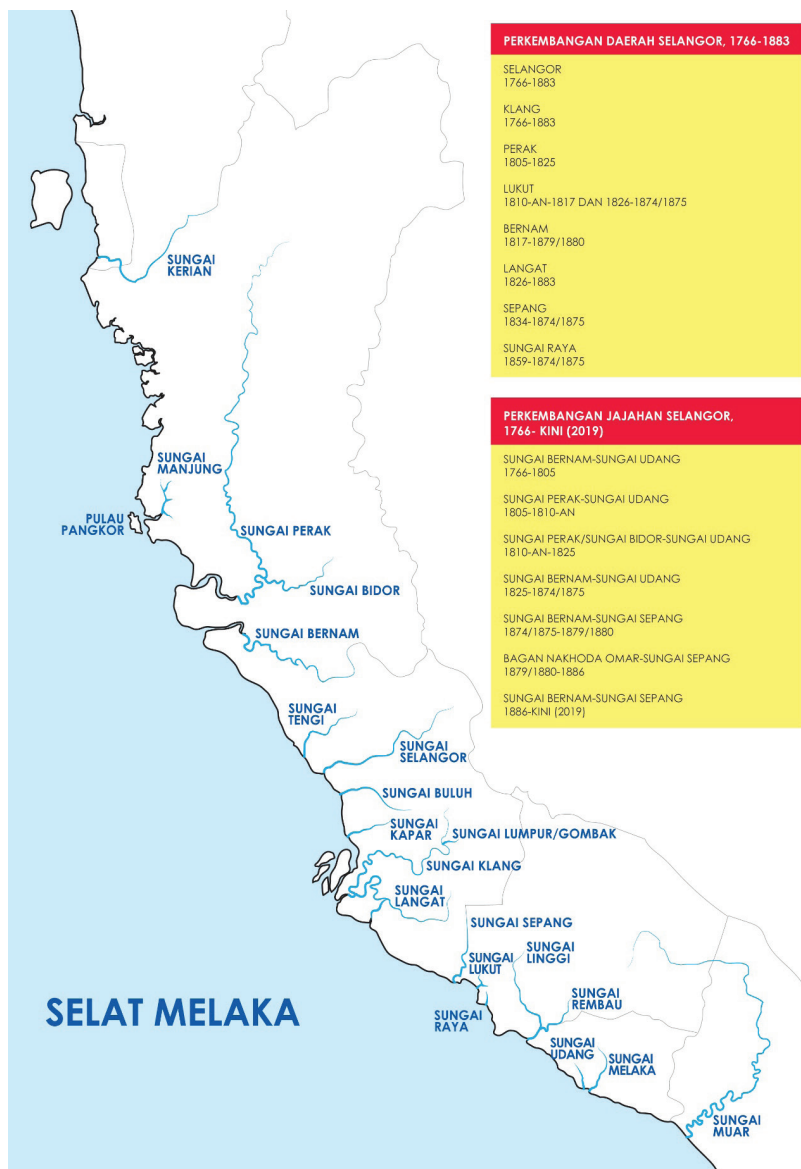 PERKEMBANGAN DAERAH SELANGOR, 1766-1883
SELANGOR
1766-1883
KLANG
1766-1883
PERAK
1805-1825
LUKUT
1810-AN-1817 DAN 1826-1874/1875
BERNAM
1817-1879/1880
LANGAT
1826-1883
SEPANG
1834-1874/1875
SUNGAI RAYA
1859-1874/1875
PERKEMBANGAN JAJAHAN SELANGOR,
1766- KINI (2019)
SUNGAI BERNAM-SUNGAI UDANG
1766-1805
SUNGAI PERAK-SUNGAI UDANG
1805-1810-AN
SUNGAI PERAK/SUNGAI BIDOR-SUNGAI UDANG
1810-AN-1825
SUNGAI BERNAM-SUNGAI UDANG
1825-1874/1875
SUNGAI BERNAM-SUNGAI SEPANG
1874/1875-1879/1880
BAGAN NAKHODA OMAR-SUNGAI SEPANG
1879/1880-1886
SUNGAI BERNAM-SUNGAI SEPANG
1886-KINI (2019)
SUNGAI
KERIAN
SUNGAI
MANJUNG
PULAU
PANGKOR
SUNGAI PERAK
SUNGAI BIDOR
SUNGAI BERNAM
SUNGAI
TENGI
SUNGAI
SELANGOR
SUNGAI BULUH
SUNGAI
KAPAR
SUNGAI LUMPUR/GOMBAK
SUNGAI KLANG
SUNGAI
LANGAT
SUNGAI SEPANG
SUNGAI
LUKUT
SUNGAI
LINGGI
SUNGAI
REMBAU
SUNGAI
RAYA
SUNGAI
UDANG
SUNGAI
MELAKA
SUNGAI
MUAR
SELAT MELAKA